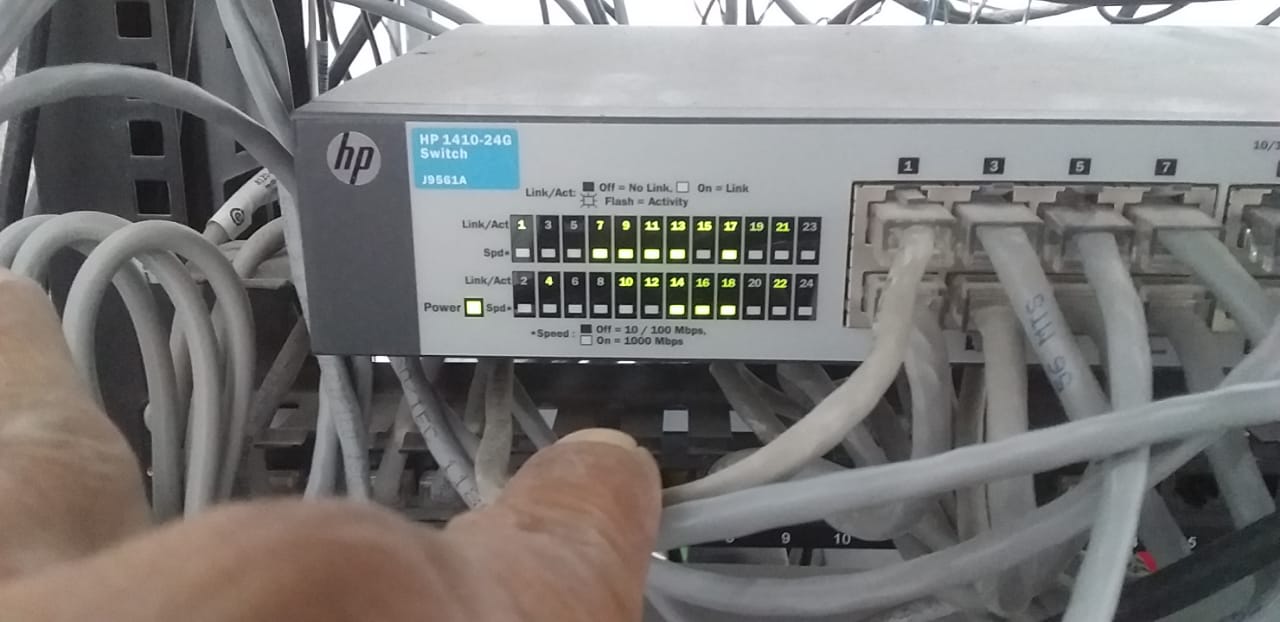 hp
HP 1410-24G
Switch
J9561A
Link/Act: Off = No Link, On = Link
Flash = Activity
Link/Act 1 3 5 7 9 11 13 15 17 19 21 23
Spd*
Link/Act 2 4 6 8 10 12 14 16 18 20 22 24
Power Spd*
*Speed: Off = 10 / 100 Mbps,
On = 1000 Mbps
1 3 5 7
56 MTS
9 10